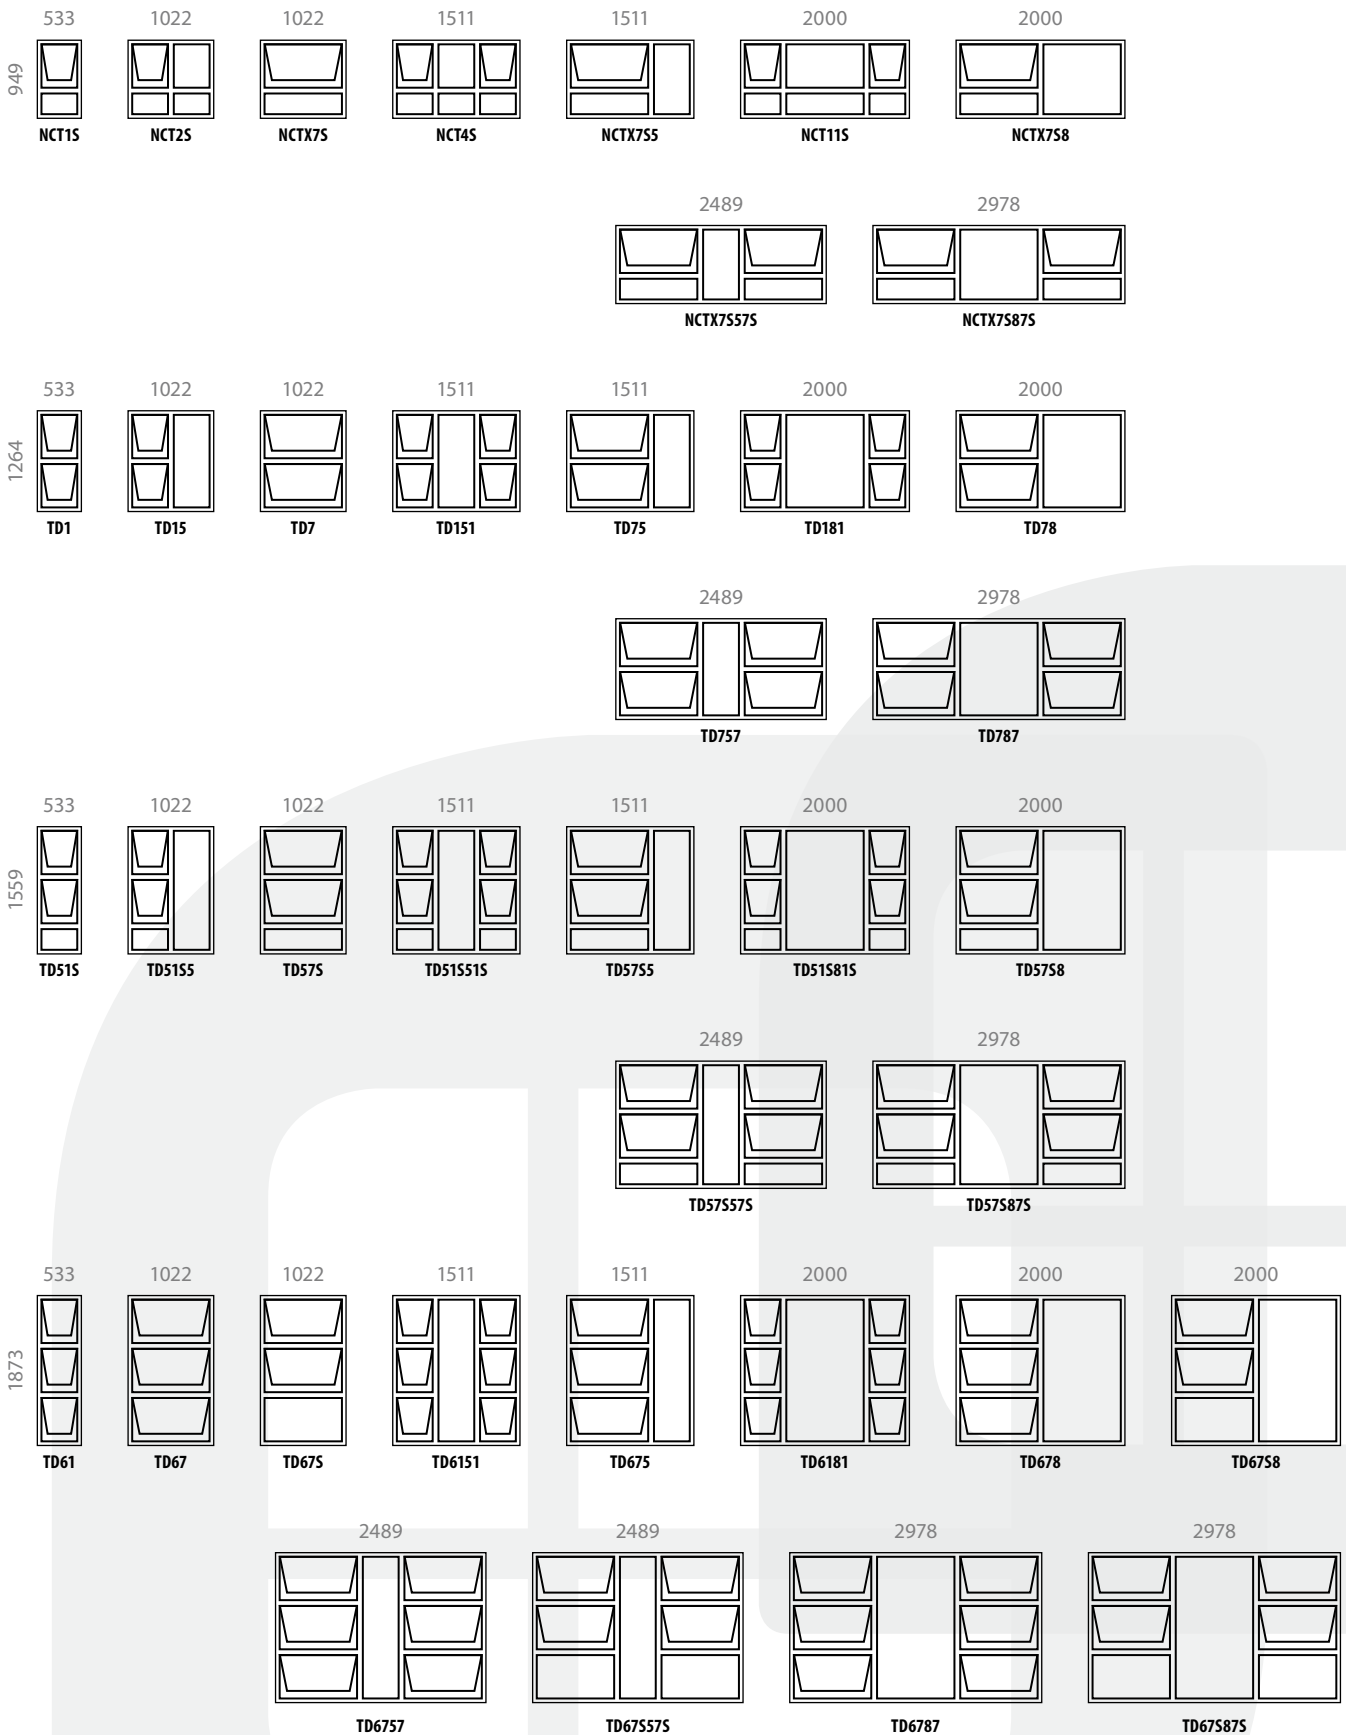 533 1022 1022 1511 1511 2000 2000
949
NCT1S NCT2S NCTX7S NCT4S NCTX7S5 NCT11S NCTX7S8
2489 2978
NCTX7S57S NCTX7S87S
533 1022 1022 1511 1511 2000 2000
1264
TD1 TD15 TD7 TD151 TD75 TD181 TD78
2489 2978
TD757 TD787
533 1022 1022 1511 1511 2000 2000
1559
TD51S TD51S5 TD57S TD51S51S TD57S5 TD51S81S TD57S8
2489 2978
TD57S57S TD57S87S
533 1022 1022 1511 1511 2000 2000 2000
1873
TD61 TD67 TD67S TD6151 TD675 TD6181 TD678 TD67S8
2489 2489 2978 2978
TD6757 TD67S57S TD6787 TD67S87S